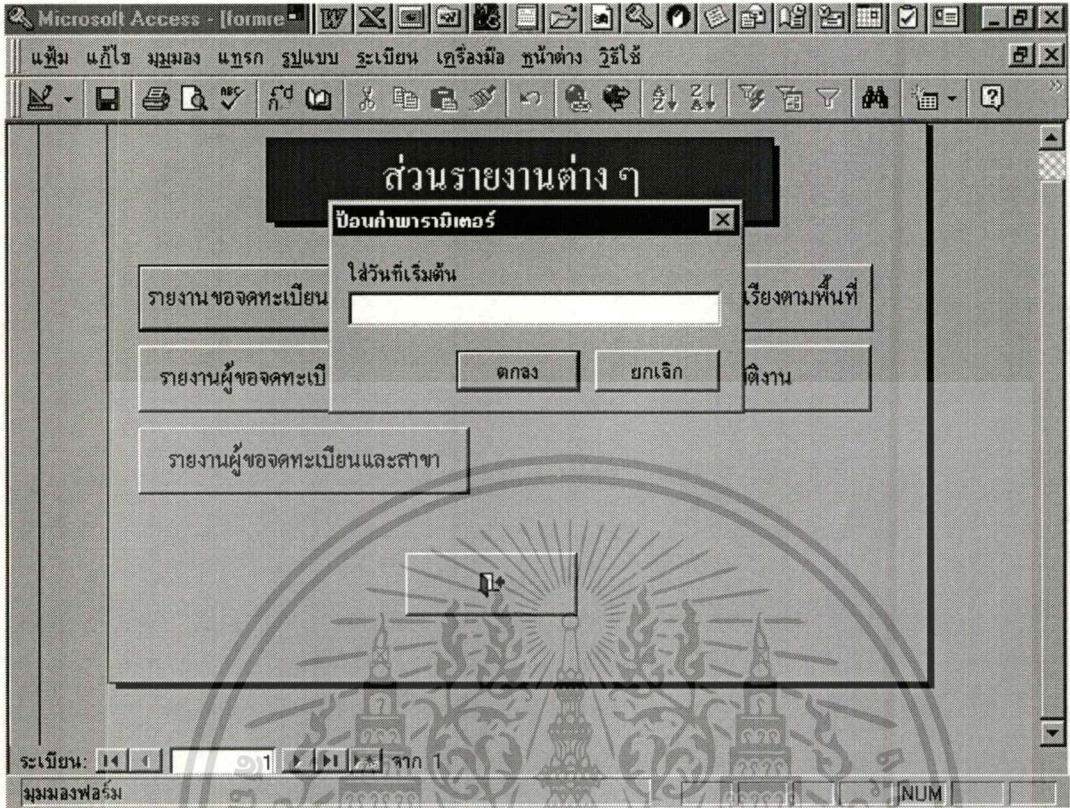 Microsoft Access - [formre
แฟ้ม แก้ไข มุมมอง แทรก รูปแบบ ระเบียน เครื่องมือ หน้าต่าง วิธีใช้
ส่วนรายงานต่าง ๆ
ป้อนค่าพารามิเตอร์
ใส่วันที่เริ่มต้น
รายงานขอจดทะเบียน
เรียงตามพื้นที่
ตกลง ยกเลิก
รายงานผู้ขอจดทะเบี
ติงาน
รายงานผู้ขอจดทะเบียนและสาขา
ระเบียน: 1 จาก 1
มุมมองฟอร์ม NUM